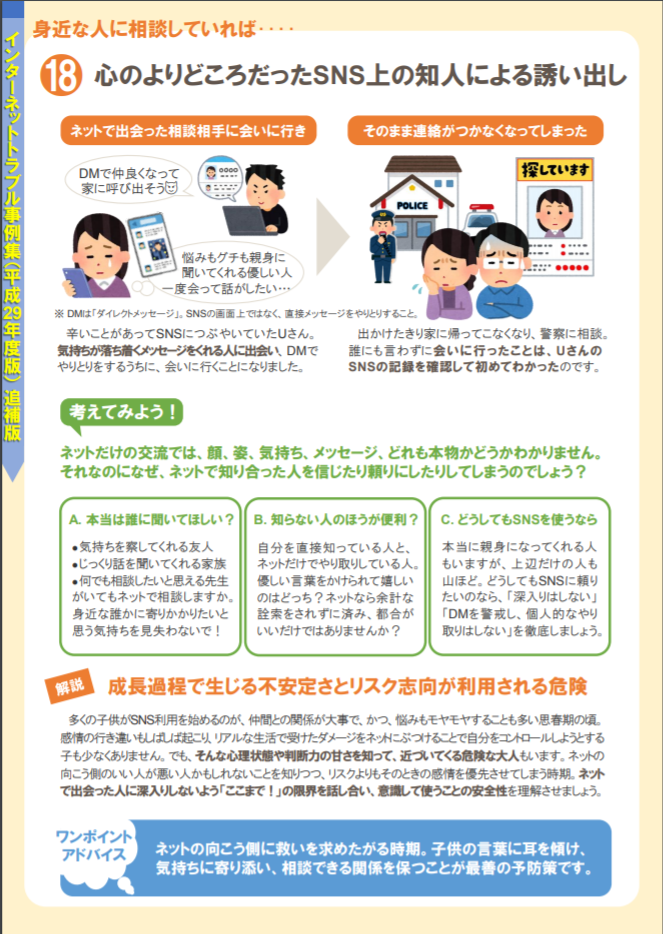 身近な人に相談していれば‥‥
インターネットトラブル事例集(平成29年度版) 追補版
18 心のよりどころだったSNS上の知人による誘い出し
ネットで出会った相談相手に会いに行き
DMで仲良くなって
家に呼び出そう
悩みもグチも親身に
聞いてくれる優しい人
一度会って話がしたい…
そのまま連絡がつかなくなってしまった
POLICE
探しています
※ DMは「ダイレクトメッセージ」。SNSの画面上ではなく、直接メッセージをやりとりすること。
辛いことがあってSNSにつぶやいていたUさん。
気持ちが落ち着くメッセージをくれる人に出会い、DMで
やりとりをするうちに、会いに行くことになりました。
出かけたきり家に帰ってこなくなり、警察に相談。
誰にも言わずに会いに行ったことは、Uさんの
SNSの記録を確認して初めてわかったのです。
考えてみよう！
ネットだけの交流では、顔、姿、気持ち、メッセージ、どれも本物かどうかわかりません。
それなのになぜ、ネットで知り合った人を信じたり頼りにしたりしてしまうのでしょう？
A. 本当は誰に聞いてほしい？
●気持ちを察してくれる友人
●じっくり話を聞いてくれる家族
●何でも相談したいと思える先生
がいてもネットで相談しますか。
身近な誰かに寄りかかりたいと
思う気持ちを見失わないで！
B. 知らない人のほうが便利？
自分を直接知っている人と、
ネットだけでやり取りしている人。
優しい言葉をかけられて嬉しい
のはどっち？ネットなら余計な
詮索をされずに済み、都合が
いいだけではありませんか？
C. どうしてもSNSを使うなら
本当に親身になってくれる人
もいますが、上辺だけの人も
山ほど。どうしてもSNSに頼り
たいのなら、「深入りはしない」
「DMを警戒し、個人的なやり
取りはしない」を徹底しましょう。
解説 成長過程で生じる不安定さとリスク志向が利用される危険
多くの子供がSNS利用を始めるのが、仲間との関係が大事で、かつ、悩みもモヤモヤすることも多い思春期の頃。
感情の行き違いもしばしば起こり、リアルな生活で受けたダメージをネットにぶつけることで自分をコントロールしようとする
子も少なくありません。でも、そんな心理状態や判断力の甘さを知って、近づいてくる危険な大人もいます。ネットの
向こう側のいい人が悪い人かもしれないことを知りつつ、リスクよりもそのときの感情を優先させてしまう時期。ネット
で出会った人に深入りしないよう「ここまで！」の限界を話し合い、意識して使うことの安全性を理解させましょう。
ワンポイント
アドバイス
ネットの向こう側に救いを求めたがる時期。子供の言葉に耳を傾け、
気持ちに寄り添い、相談できる関係を保つことが最善の予防策です。